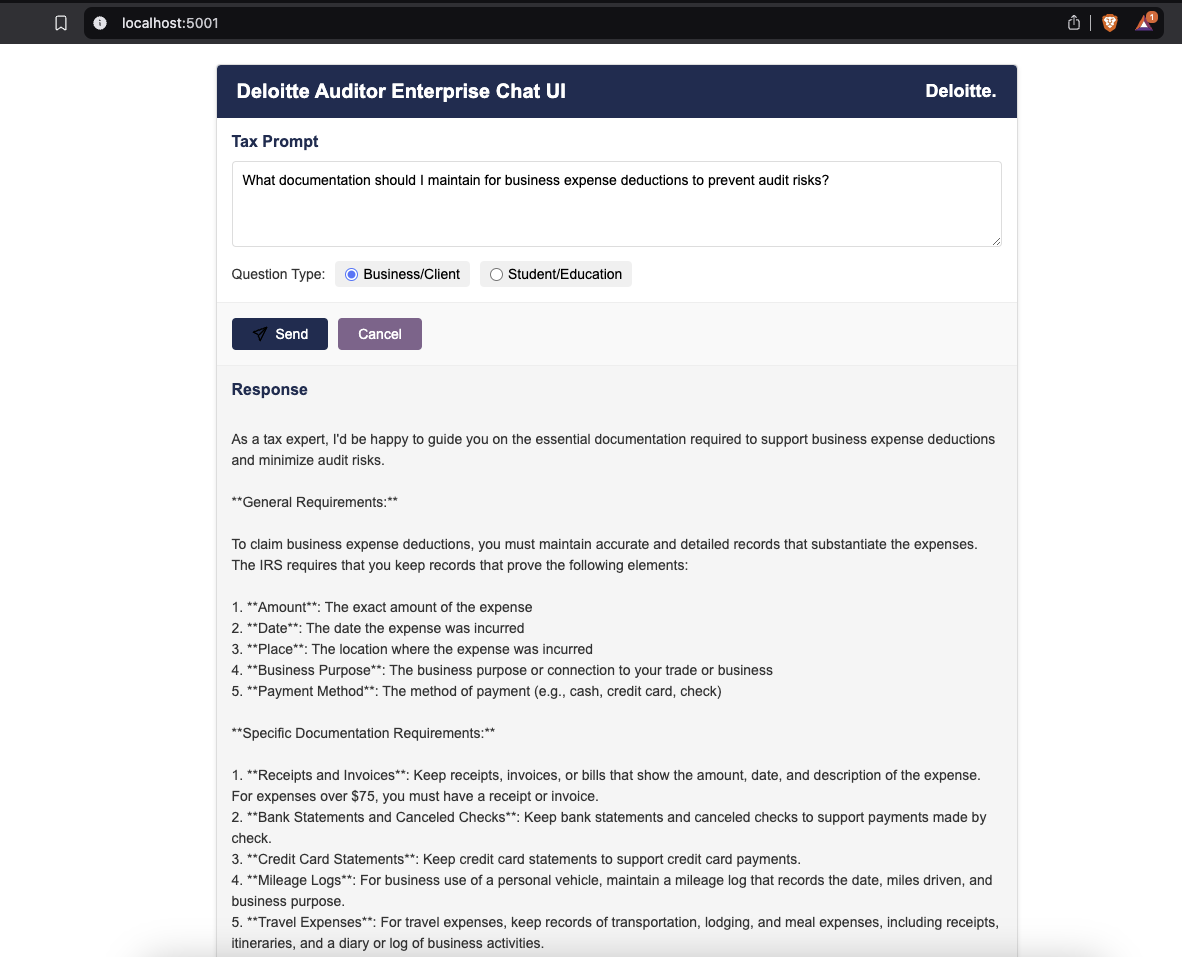 localhost:5001
1
Deloitte Auditor Enterprise Chat UI
Deloitte.
Tax Prompt
What documentation should I maintain for business expense deductions to prevent audit risks?
Question Type: Business/Client Student/Education
Send Cancel
Response
As a tax expert, I'd be happy to guide you on the essential documentation required to support business expense deductions
and minimize audit risks.
**General Requirements:**
To claim business expense deductions, you must maintain accurate and detailed records that substantiate the expenses.
The IRS requires that you keep records that prove the following elements:
1. **Amount**: The exact amount of the expense
2. **Date**: The date the expense was incurred
3. **Place**: The location where the expense was incurred
4. **Business Purpose**: The business purpose or connection to your trade or business
5. **Payment Method**: The method of payment (e.g., cash, credit card, check)
**Specific Documentation Requirements:**
1. **Receipts and Invoices**: Keep receipts, invoices, or bills that show the amount, date, and description of the expense.
For expenses over $75, you must have a receipt or invoice.
2. **Bank Statements and Canceled Checks**: Keep bank statements and canceled checks to support payments made by
check.
3. **Credit Card Statements**: Keep credit card statements to support credit card payments.
4. **Mileage Logs**: For business use of a personal vehicle, maintain a mileage log that records the date, miles driven, and
business purpose.
5. **Travel Expenses**: For travel expenses, keep records of transportation, lodging, and meal expenses, including receipts,
itineraries, and a diary or log of business activities.